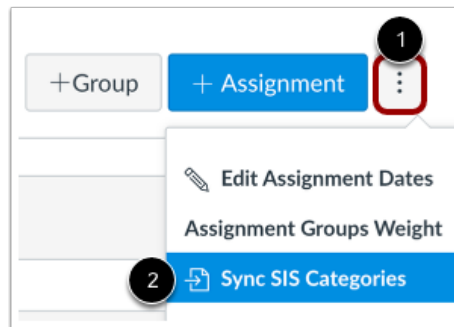 1
+Group
+ Assignment
Edit Assignment Dates
Assignment Groups Weight
2
Sync SIS Categories